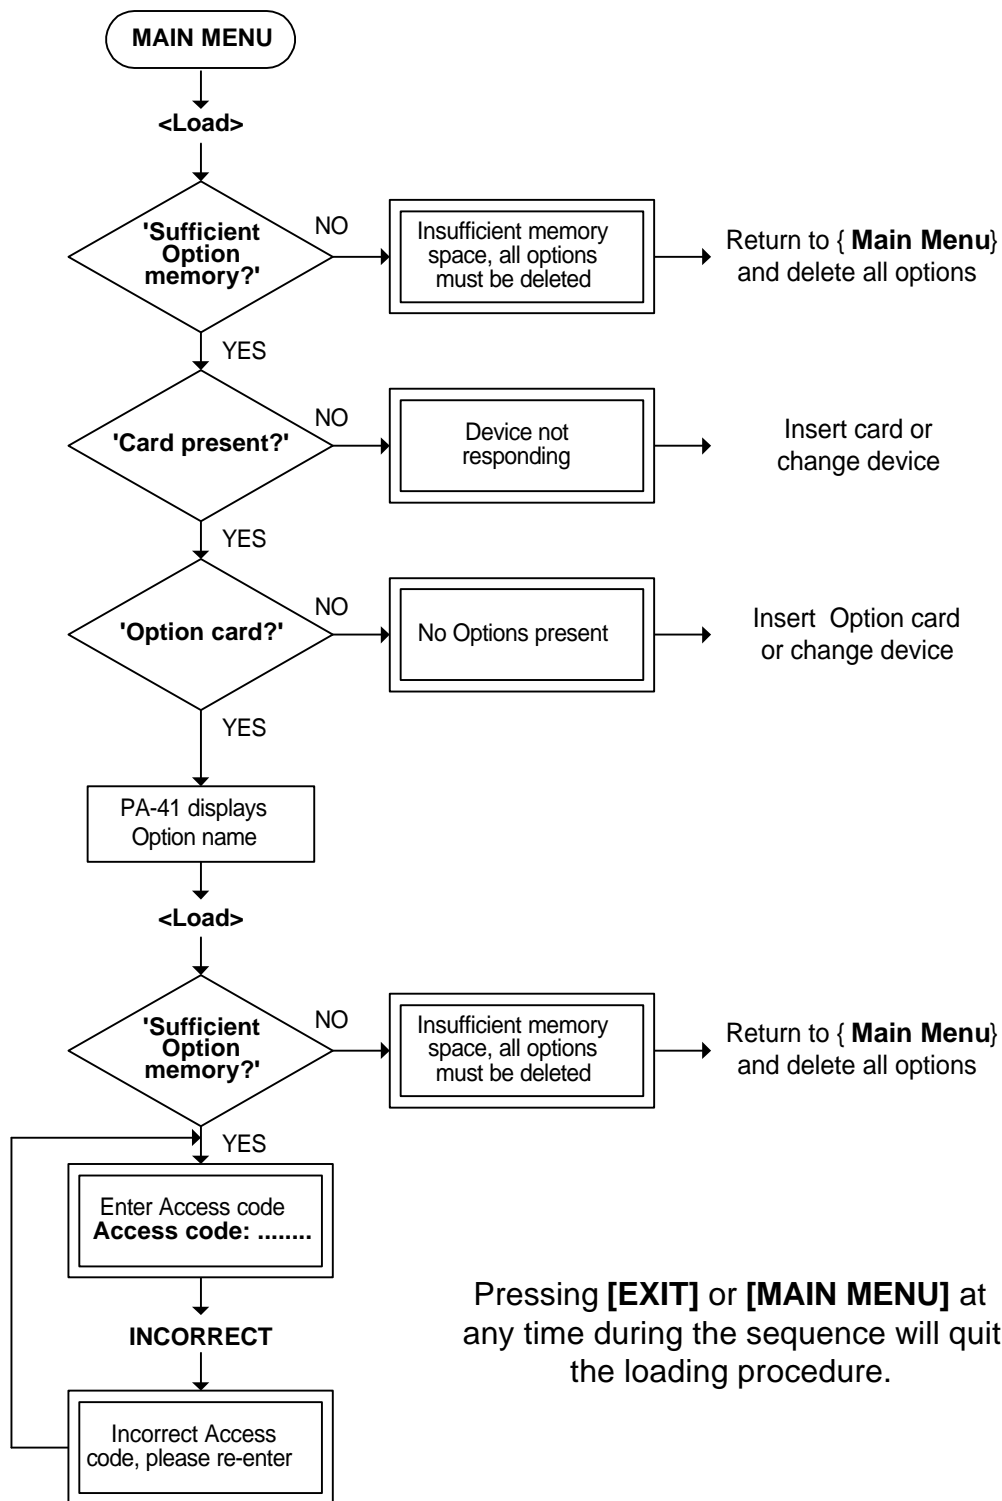 MAIN MENU
<Load>
'Sufficient
Option
memory?'
NO
Insufficient memory
space, all options
must be deleted
Return to { Main Menu}
and delete all options
YES
'Card present?'
NO
Device not
responding
Insert card or
change device
YES
'Option card?'
NO
No Options present
Insert Option card
or change device
YES
PA-41 displays
Option name
<Load>
'Sufficient
Option
memory?'
NO
Insufficient memory
space, all options
must be deleted
Return to { Main Menu}
and delete all options
YES
Enter Access code
Access code: ........
INCORRECT
Incorrect Access
code, please re-enter
Pressing [EXIT] or [MAIN MENU] at
any time during the sequence will quit
the loading procedure.